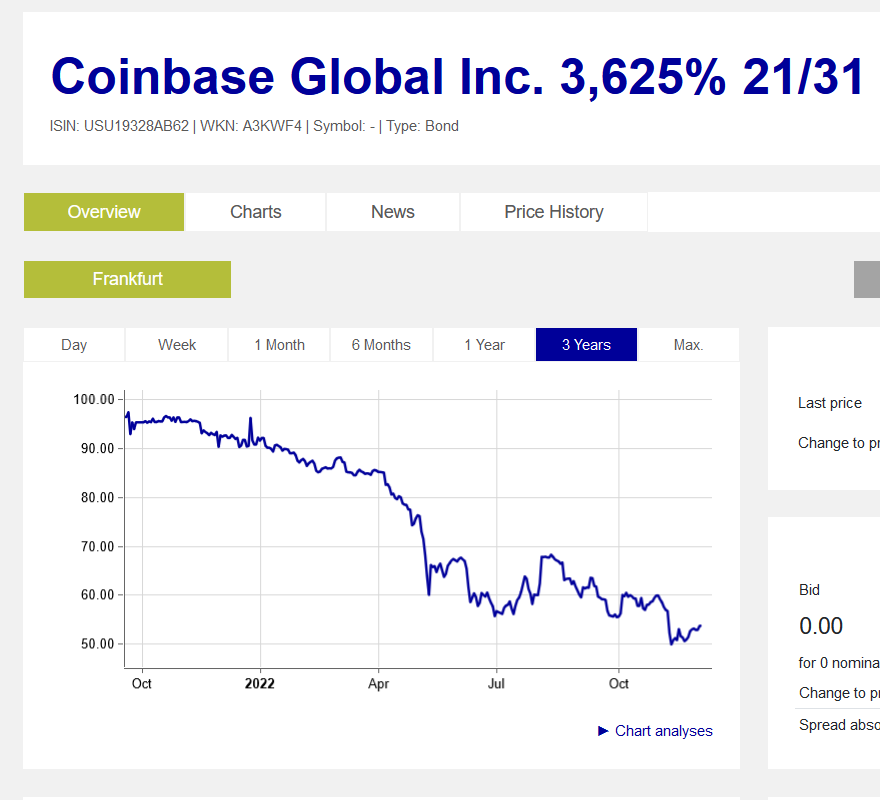 Coinbase Global Inc. 3,625% 21/31
ISIN: USU19328AB62 | WKN: A3KWF4 | Symbol: - | Type: Bond
Overview Charts News Price History
Frankfurt
Day Week 1 Month 6 Months 1 Year 3 Years Max.
100.00
90.00
80.00
70.00
60.00
50.00
Oct 2022 Apr Jul Oct
► Chart analyses
Last price
Change to pr
Bid
0.00
for 0 nomina
Change to pr
Spread abso